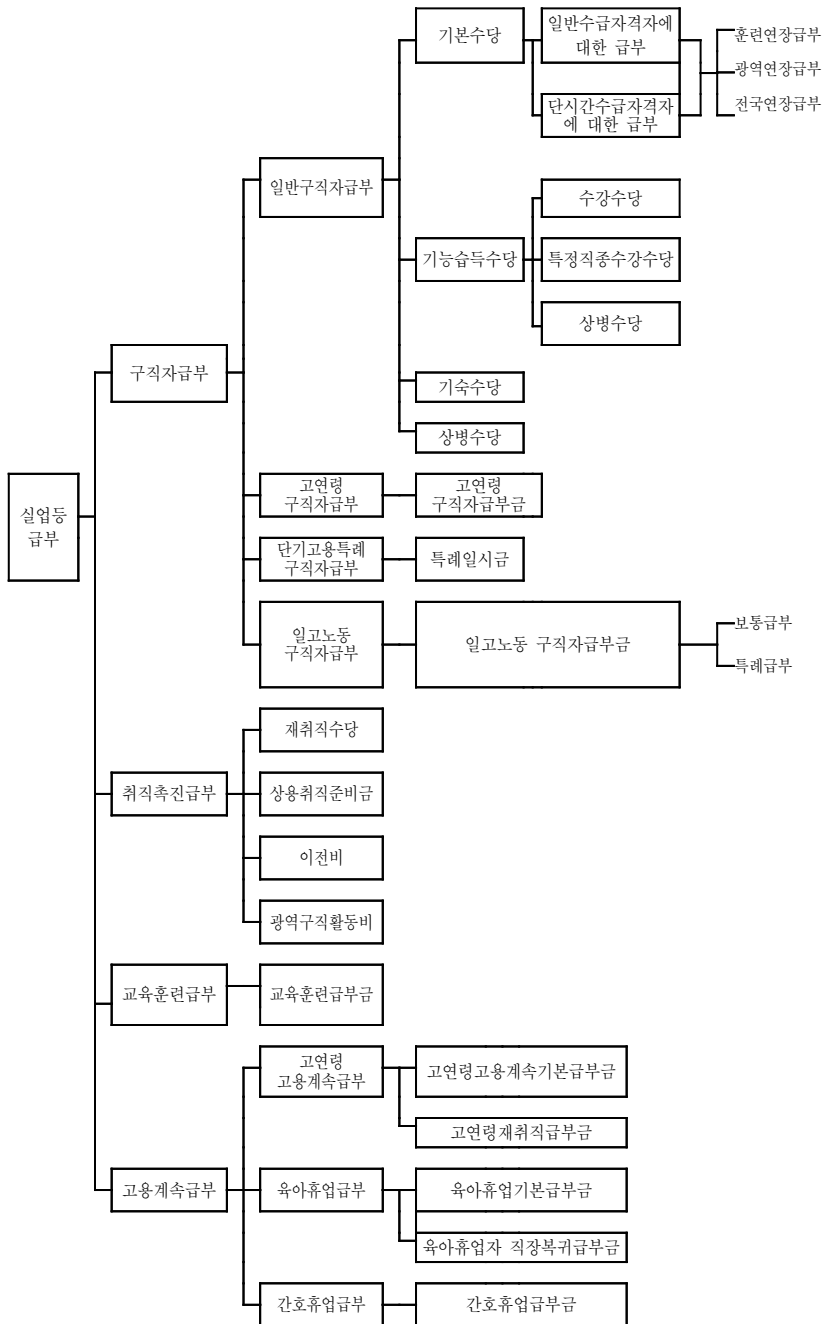 기본수당
일반수급자격자에
대한 급부
훈련연장급부
광역연장급부
전국연장급부
단시간수급자격자
에 대한 급부
일반구직자급부
수강수당
기능습득수당
특정직종수강수당
상병수당
구직자급부
기숙수당
상병수당
실업등
급부
고연령
구직자급부
고연령
구직자급부금
단기고용특례
구직자급부
특례일시금
일고노동
구직자급부
일고노동 구직자급부금
보통급부
특례급부
재취직수당
취직촉진급부
상용취직준비금
이전비
광역구직활동비
교육훈련급부
교육훈련급부금
고연령
고용계속급부
고연령고용계속기본급부금
고연령재취직급부금
고용계속급부
육아휴업급부
육아휴업기본급부금
육아휴업자 직장복귀급부금
간호휴업급부
간호휴업급부금